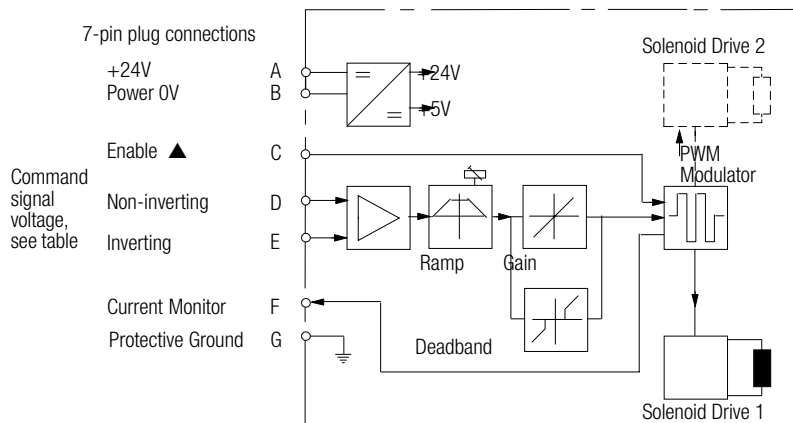 7-pin plug connections
+24V A
Power 0V B
+24V
+5V
Solenoid Drive 2
Enable ▲ C
PWM
Modulator
Command
signal
voltage,
see table
Non-inverting D
Inverting E
Ramp
Gain
Current Monitor F
Protective Ground G
Deadband
Solenoid Drive 1